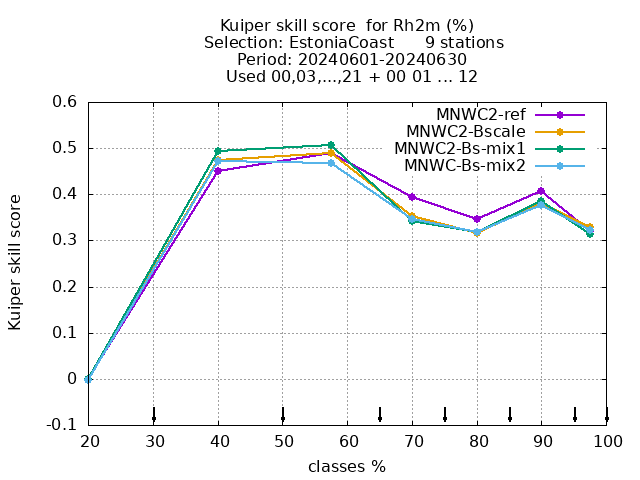 Kuiper skill score  for Rh2m (%)
Selection: EstoniaCoast      9 stations
Period: 20240601-20240630
Used 00,03,...,21 + 00 01 ... 12
MNWC2-ref
MNWC2-Bscale
MNWC2-Bs-mix1
MNWC-Bs-mix2
0.6
0.5
0.4
0.3
0.2
0.1
0
-0.1
Kuiper skill score
20 30 40 50 60 70 80 90 100
classes %